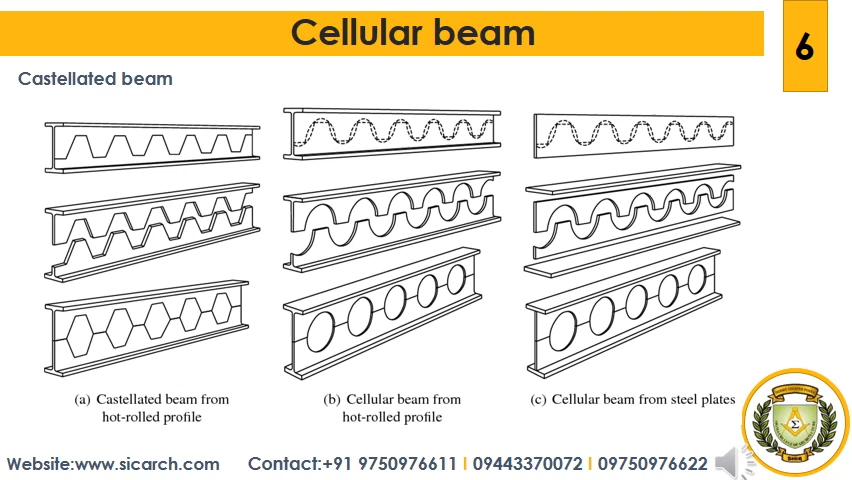 Cellular beam
6
Castellated beam
(a) Castellated beam from
hot-rolled profile
(b) Cellular beam from
hot-rolled profile
(c) Cellular beam from steel plates
Website:www.sicarch.com
Contact:+91 9750976611 I 09443370072 I 09750976622
Σ